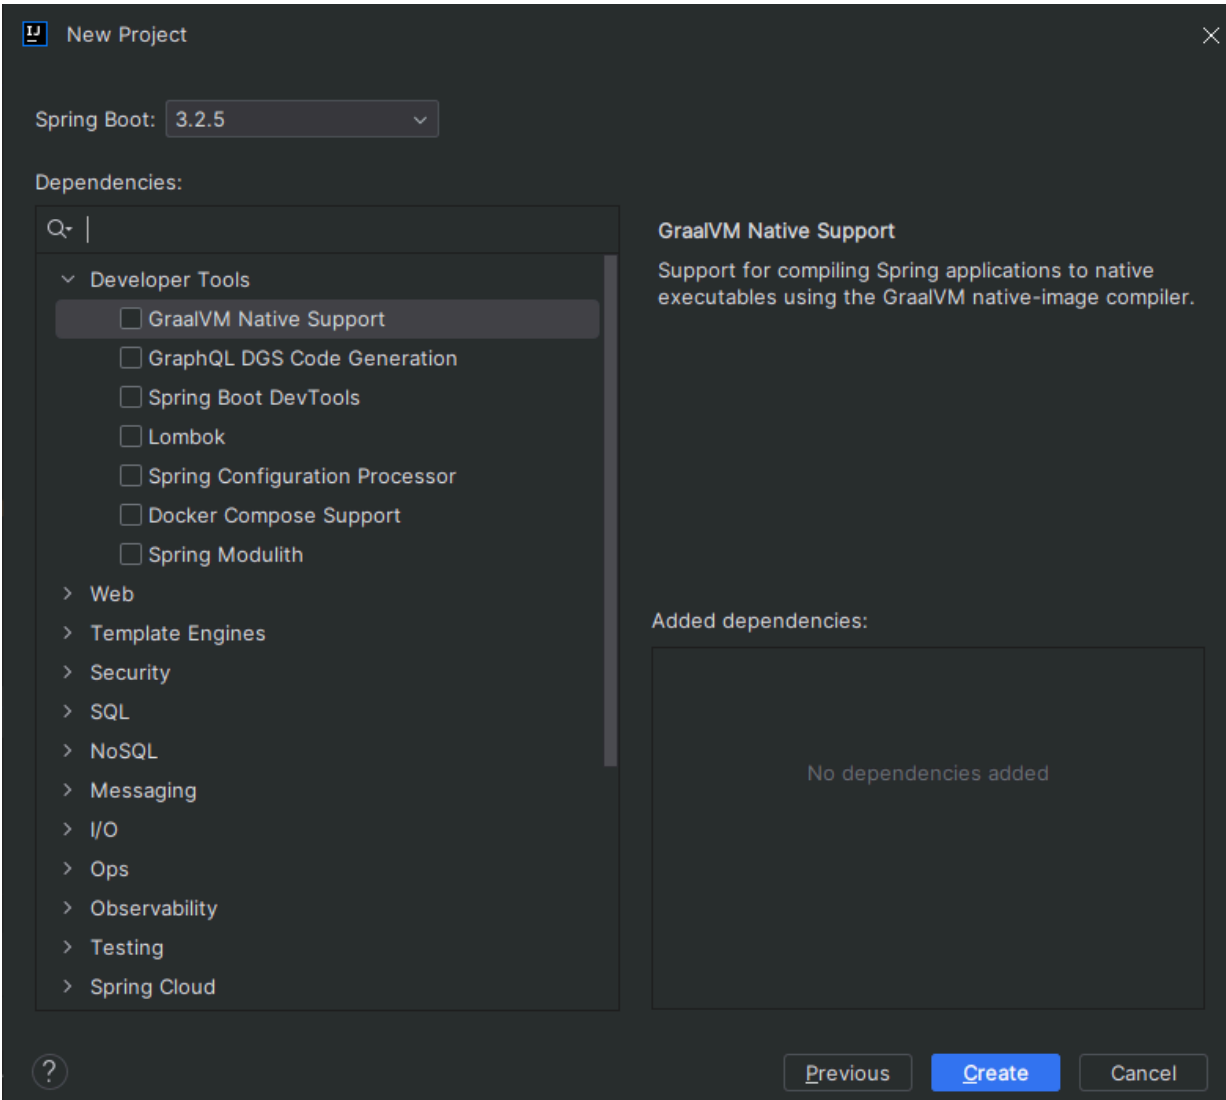 IJ New Project
Spring Boot: 3.2.5
Dependencies:
Developer Tools
GraalVM Native Support
GraphQL DGS Code Generation
Spring Boot DevTools
Lombok
Spring Configuration Processor
Docker Compose Support
Spring Modulith
Web
Template Engines
Security
SQL
NoSQL
Messaging
I/O
Ops
Observability
Testing
Spring Cloud
GraalVM Native Support
Support for compiling Spring applications to native
executables using the GraalVM native-image compiler.
Added dependencies:
No dependencies added
?
Previous
Create
Cancel